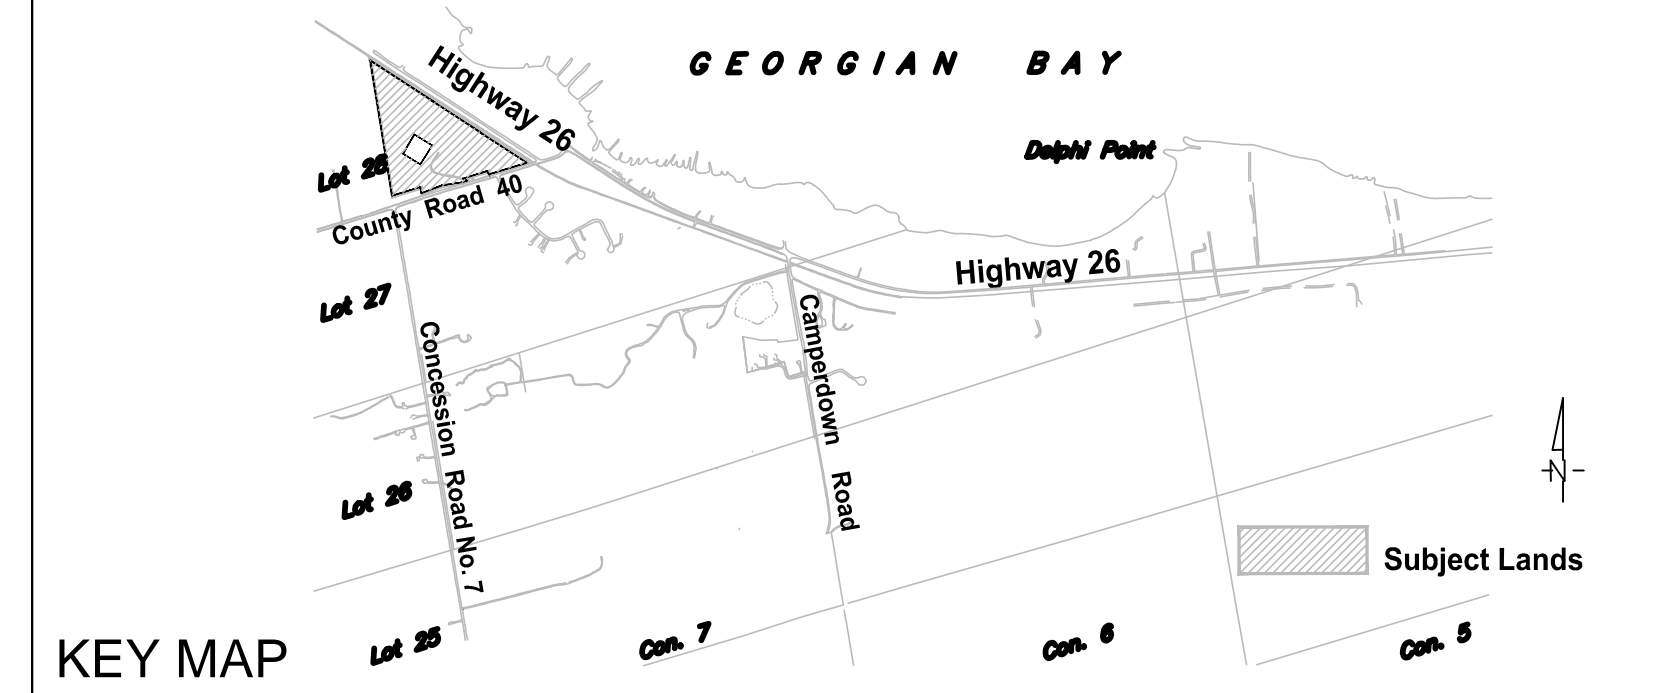 GEORGIAN BAY
Highway 26
Delphi Point
Lot 28
County Road 40
Highway 26
Lot 27
Concession Road No. 7
Camperdown Road
Lot 26
N
Subject Lands
Lot 25
Con. 7
Con. 6
Con. 5
KEY MAP